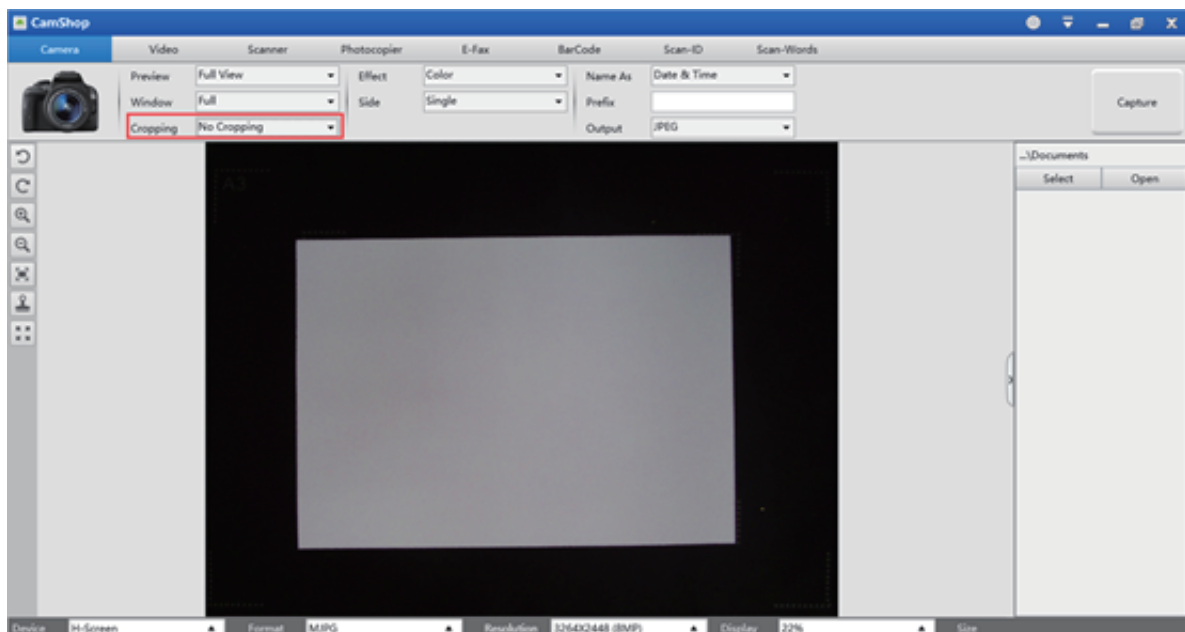 CamShop
Camera Video Scanner Photocopier E-Fax BarCode Scan-ID Scan-Words
Preview Full View Effect Color Name As Date & Time
Window Full Side Single Prefix
Capture
Cropping No Cropping Output JPEG
...\Documents
Select Open
A3
Device H-Screen Format MJPG Resolution 3264X2448 (8MP) Display 22% Size